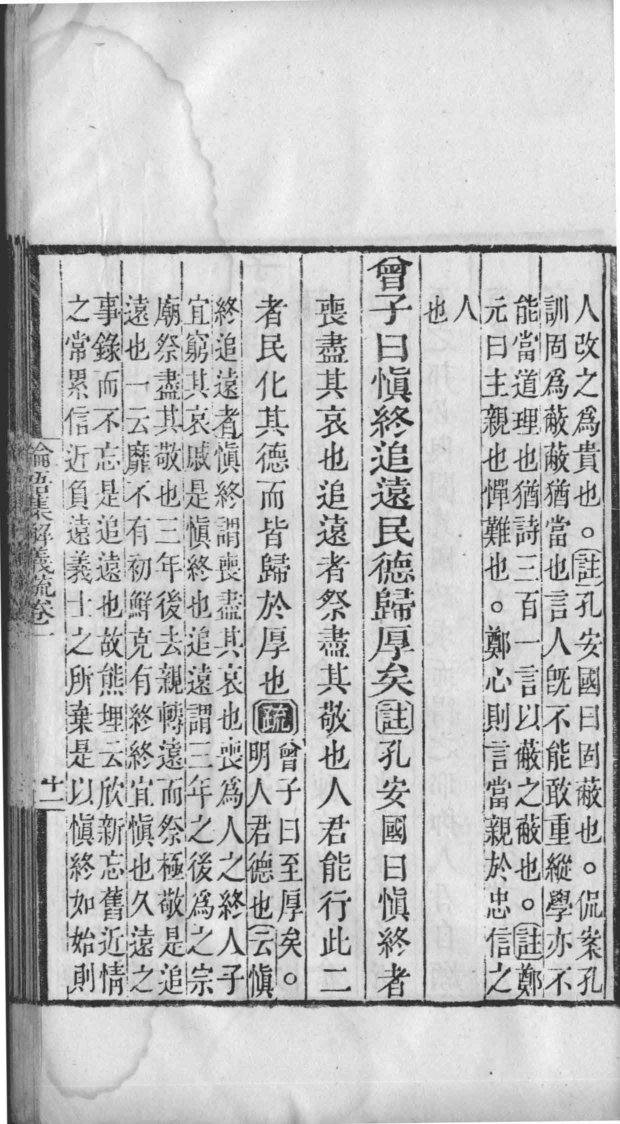 人改之爲貴也。註孔安國曰固蔽也。侃案孔
訓固爲蔽蔽猶當也言人旣不能敢重縱學亦不
能當道理也猶詩三百一言以蔽之蔽也。註鄭
元曰主親也憚難也。鄭心則言當親於忠信之
人
也
曾子曰愼終追遠民德歸厚矣註孔安國曰愼終者
喪盡其哀也追遠者祭盡其敬也人君能行此二
者民化其德而皆歸於厚也疏曾子曰至厚矣。
明人君德也云愼
終追遠者愼終謂喪盡其哀也喪爲人之終人子
宜窮其哀戚是愼終也追遠謂三年之後爲之宗
廟祭盡其敬也三年後去親轉遠而祭極敬是追
遠也一云靡不有初鮮克有終終宜愼也久遠之
事錄而不忘是追遠也故熊埋云欣新忘舊近情
之常累信近負遠義士之所棄是以愼終如始則
論語集解義疏卷一
十二